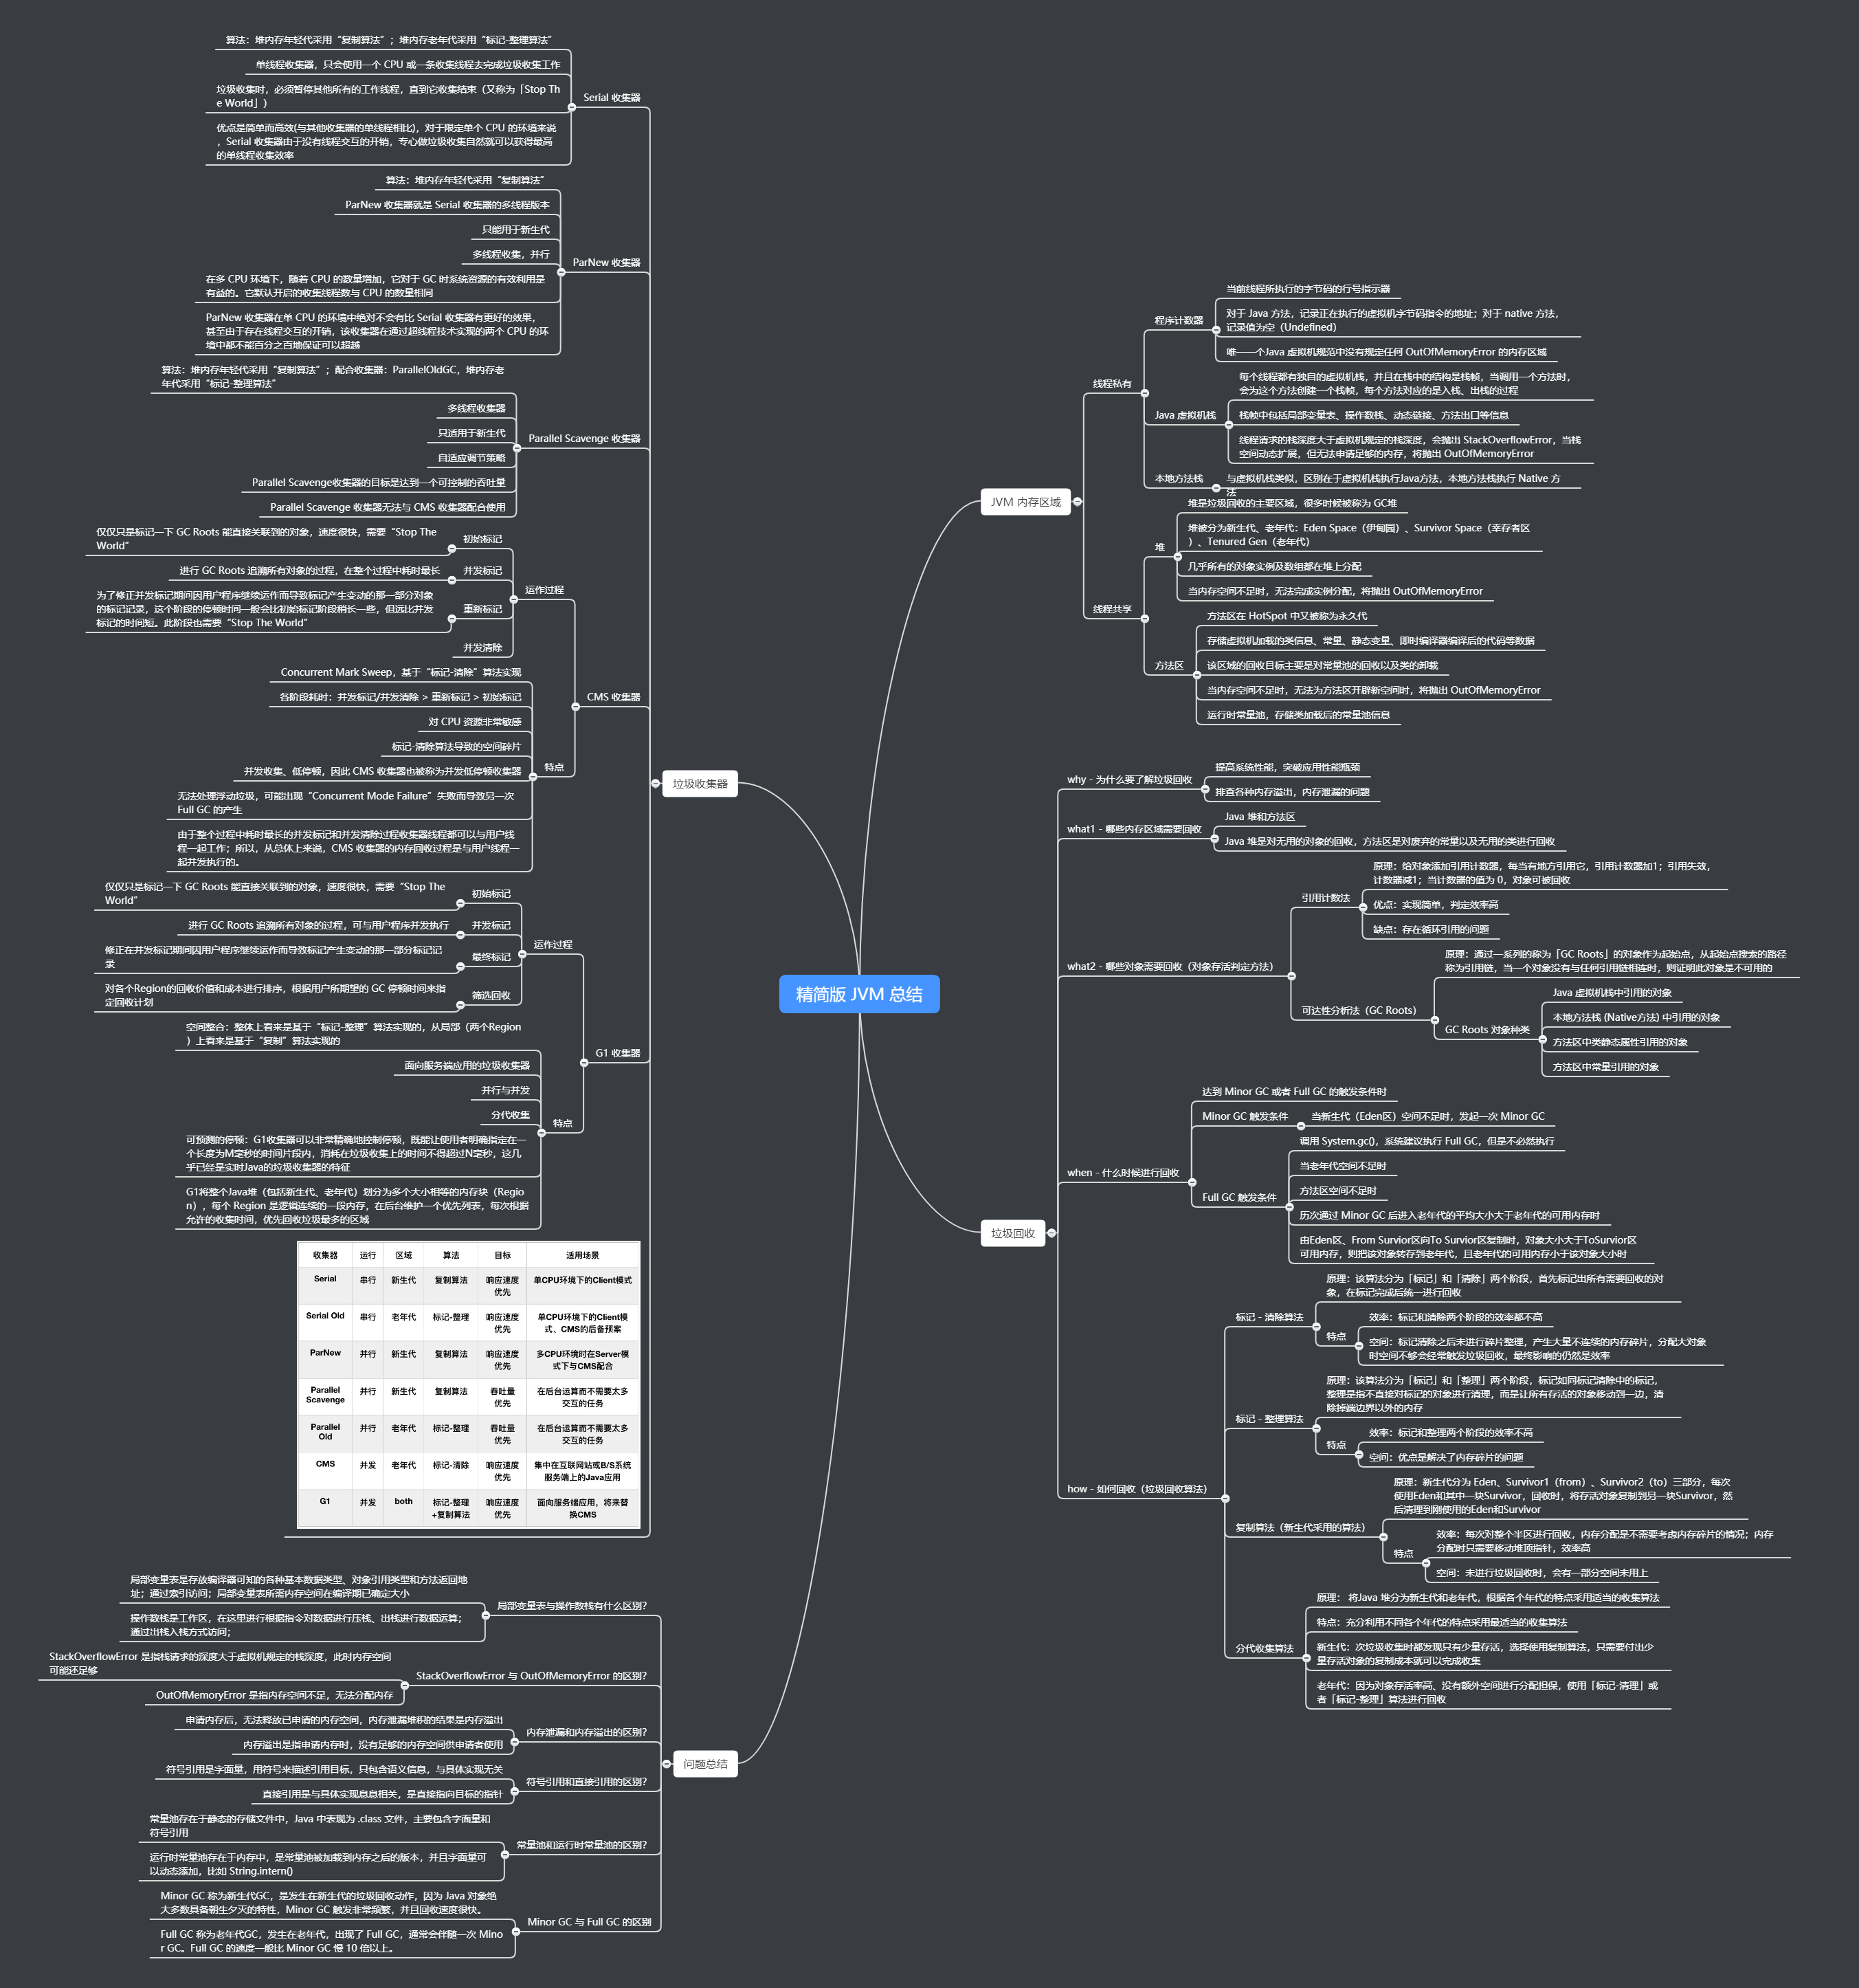 精简版 JVM 总结
JVM 内存区域
线程私有
程序计数器
当前线程所执行的字节码的行号指示器
对于 Java 方法，记录正在执行的虚拟机字节码指令的地址；对于 native 方法，
记录值为空（Undefined）
唯一一个Java 虚拟机规范中没有规定任何 OutOfMemoryError 的内存区域
Java 虚拟机栈
每个线程都有独自的虚拟机栈，并且在栈中的结构是栈帧，当调用一个方法时，
会为这个方法创建一个栈帧，每个方法对应的是入栈、出栈的过程
栈帧中包括局部变量表、操作数栈、动态链接、方法出口等信息
线程请求的栈深度大于虚拟机规定的栈深度，会抛出 StackOverflowError，当栈
空间动态扩展，但无法申请足够的内存，将抛出 OutOfMemoryError
本地方法栈
与虚拟机栈类似，区别在于虚拟机栈执行Java方法，本地方法栈执行 Native 方
法
线程共享
堆
堆是垃圾回收的主要区域，很多时候被称为 GC堆
堆被分为新生代、老年代：Eden Space（伊甸园）、Survivor Space（幸存者区
）、Tenured Gen（老年代）
几乎所有的对象实例及数组都在堆上分配
当内存空间不足时，无法完成实例分配，将抛出 OutOfMemoryError
方法区
方法区在 HotSpot 中又被称为永久代
存储虚拟机加载的类信息、常量、静态变量、即时编译器编译后的代码等数据
该区域的回收目标主要是对常量池的回收以及类的卸载
当内存空间不足时，无法为方法区开辟新空间时，将抛出 OutOfMemoryError
运行时常量池，存储类加载后的常量池信息
垃圾回收
why - 为什么要了解垃圾回收
提高系统性能，突破应用性能瓶颈
排查各种内存溢出，内存泄漏的问题
what1 - 哪些内存区域需要回收
Java 堆和方法区
Java 堆是对无用的对象的回收，方法区是对废弃的常量以及无用的类进行回收
what2 - 哪些对象需要回收（对象存活判定方法）
引用计数法
原理：给对象添加引用计数器，每当有地方引用它，引用计数器加1；引用失效，
计数器减1；当计数器的值为 0，对象可被回收
优点：实现简单，判定效率高
缺点：存在循环引用的问题
可达性分析法（GC Roots）
原理：通过一系列的称为「GC Roots」的对象作为起始点，从起始点搜索的路径
称为引用链，当一个对象没有与任何引用链相连时，则证明此对象是不可用的
GC Roots 对象种类
Java 虚拟机栈中引用的对象
本地方法栈 (Native方法) 中引用的对象
方法区中类静态属性引用的对象
方法区中常量引用的对象
when - 什么时候进行回收
达到 Minor GC 或者 Full GC 的触发条件时
Minor GC 触发条件
当新生代（Eden区）空间不足时，发起一次 Minor GC
Full GC 触发条件
调用 System.gc()，系统建议执行 Full GC，但是不必然执行
当老年代空间不足时
方法区空间不足时
历次通过 Minor GC 后进入老年代的平均大小大于老年代的可用内存时
由Eden区、From Survior区向To Survior区复制时，对象大小大于ToSurvior区
可用内存，则把该对象转存到老年代，且老年代的可用内存小于该对象大小时
how - 如何回收（垃圾回收算法）
标记 - 清除算法
原理：该算法分为「标记」和「清除」两个阶段，首先标记出所有需要回收的对
象，在标记完成后统一进行回收
特点
效率：标记和清除两个阶段的效率都不高
空间：标记清除之后未进行碎片整理，产生大量不连续的内存碎片，分配大对象
时空间不够会经常触发垃圾回收，最终影响的仍然是效率
标记 - 整理算法
原理：该算法分为「标记」和「整理」两个阶段，标记如同标记清除中的标记，
整理是指不直接对标记的对象进行清理，而是让所有存活的对象移动到一边，清
除掉端边界以外的内存
特点
效率：标记和整理两个阶段的效率不高
空间：优点是解决了内存碎片的问题
复制算法（新生代采用的算法）
原理：新生代分为 Eden、Survivor1（from）、Survivor2（to）三部分，每次
使用Eden和其中一块Survivor，回收时，将存活对象复制到另一块Survivor，然
后清理到刚使用的Eden和Survivor
特点
效率：每次对整个半区进行回收，内存分配是不需要考虑内存碎片的情况；内存
分配时只需要移动堆顶指针，效率高
空间：未进行垃圾回收时，会有一部分空间未用上
分代收集算法
原理： 将Java 堆分为新生代和老年代，根据各个年代的特点采用适当的收集算法
特点：充分利用不同各个年代的特点采用最适当的收集算法
新生代：次垃圾收集时都发现只有少量存活，选择使用复制算法，只需要付出少
量存活对象的复制成本就可以完成收集
老年代：因为对象存活率高、没有额外空间进行分配担保，使用「标记-清理」或
者「标记-整理」算法进行回收
垃圾收集器
Serial 收集器
算法：堆内存年轻代采用“复制算法”；堆内存老年代采用“标记-整理算法”
单线程收集器，只会使用一个 CPU 或一条收集线程去完成垃圾收集工作
垃圾收集时，必须暂停其他所有的工作线程，直到它收集结束（又称为「Stop Th
e World」）
优点是简单而高效(与其他收集器的单线程相比)，对于限定单个 CPU 的环境来说
，Serial 收集器由于没有线程交互的开销，专心做垃圾收集自然就可以获得最高
的单线程收集效率
ParNew 收集器
算法：堆内存年轻代采用“复制算法”
ParNew 收集器就是 Serial 收集器的多线程版本
只能用于新生代
多线程收集，并行
在多 CPU 环境下，随着 CPU 的数量增加，它对于 GC 时系统资源的有效利用是
有益的。它默认开启的收集线程数与 CPU 的数量相同
ParNew 收集器在单 CPU 的环境中绝对不会有比 Serial 收集器有更好的效果，
甚至由于存在线程交互的开销，该收集器在通过超线程技术实现的两个 CPU 的环
境中都不能百分之百地保证可以超越
Parallel Scavenge 收集器
算法：堆内存年轻代采用“复制算法”；配合收集器：ParallelOldGC，堆内存老
年代采用“标记-整理算法”
多线程收集器
只适用于新生代
自适应调节策略
Parallel Scavenge收集器的目标是达到一个可控制的吞吐量
Parallel Scavenge 收集器无法与 CMS 收集器配合使用
CMS 收集器
运作过程
初始标记
仅仅只是标记一下 GC Roots 能直接关联到的对象，速度很快，需要“Stop The
World”
并发标记
进行 GC Roots 追溯所有对象的过程，在整个过程中耗时最长
重新标记
为了修正并发标记期间因用户程序继续运作而导致标记产生变动的那一部分对象
的标记记录，这个阶段的停顿时间一般会比初始标记阶段稍长一些，但远比并发
标记的时间短。此阶段也需要“Stop The World”
并发清除
特点
Concurrent Mark Sweep，基于“标记-清除”算法实现
各阶段耗时：并发标记/并发清除 > 重新标记 > 初始标记
对 CPU 资源非常敏感
标记-清除算法导致的空间碎片
并发收集、低停顿，因此 CMS 收集器也被称为并发低停顿收集器
无法处理浮动垃圾，可能出现“Concurrent Mode Failure”失败而导致另一次
Full GC 的产生
由于整个过程中耗时最长的并发标记和并发清除过程收集器线程都可以与用户线
程一起工作；所以，从总体上来说，CMS 收集器的内存回收过程是与用户线程一
起并发执行的。
G1 收集器
运作过程
初始标记
仅仅只是标记一下 GC Roots 能直接关联到的对象，速度很快，需要“Stop The
World”
并发标记
进行 GC Roots 追溯所有对象的过程，可与用户程序并发执行
最终标记
修正在并发标记期间因用户程序继续运作而导致标记产生变动的那一部分标记记
录
筛选回收
对各个Region的回收价值和成本进行排序，根据用户所期望的 GC 停顿时间来指
定回收计划
特点
空间整合：整体上看来是基于“标记-整理”算法实现的，从局部（两个Region
）上看来是基于“复制”算法实现的
面向服务端应用的垃圾收集器
并行与并发
分代收集
可预测的停顿：G1收集器可以非常精确地控制停顿，既能让使用者明确指定在一
个长度为M毫秒的时间片段内，消耗在垃圾收集上的时间不得超过N毫秒，这几
乎已经是实时Java的垃圾收集器的特征
G1将整个Java堆（包括新生代、老年代）划分为多个大小相等的内存块（Regio
n），每个 Region 是逻辑连续的一段内存，在后台维护一个优先列表，每次根据
允许的收集时间，优先回收垃圾最多的区域
收集器 运行 区域 算法 目标 适用场景
Serial 串行 新生代 复制算法 响应速度 单CPU环境下的Client模式
优先
Serial Old 串行 老年代 标记-整理 响应速度 单CPU环境下的Client模
优先 式、CMS的后备预案
ParNew 并行 新生代 复制算法 响应速度 多CPU环境时在Server模
优先 式下与CMS配合
Parallel 并行 新生代 复制算法 吞吐量 在后台运算而不需要太多
Scavenge 优先 交互的任务
Parallel 并行 老年代 标记-整理 吞吐量 在后台运算而不需要太多
Old 优先 交互的任务
CMS 并发 老年代 标记-清除 响应速度 集中在互联网站或B/S系统
优先 服务端上的Java应用
G1 并发 both 标记-整理 响应速度 面向服务端应用，将来替
+复制算法 优先 换CMS
问题总结
局部变量表与操作数栈有什么区别？
局部变量表是存放编译器可知的各种基本数据类型、对象引用类型和方法返回地
址；通过索引访问；局部变量表所需内存空间在编译期已确定大小
操作数栈是工作区，在这里进行根据指令对数据进行压栈、出栈进行数据运算；
通过出栈入栈方式访问；
StackOverflowError 与 OutOfMemoryError 的区别？
StackOverflowError 是指栈请求的深度大于虚拟机规定的栈深度，此时内存空间
可能还足够
OutOfMemoryError 是指内存空间不足，无法分配内存
内存泄漏和内存溢出的区别？
申请内存后，无法释放已申请的内存空间，内存泄漏堆积的结果是内存溢出
内存溢出是指申请内存时，没有足够的内存空间供申请者使用
符号引用和直接引用的区别？
符号引用是字面量，用符号来描述引用目标，只包含语义信息，与具体实现无关
直接引用是与具体实现息息相关，是直接指向目标的指针
常量池和运行时常量池的区别？
常量池存在于静态的存储文件中，Java 中表现为 .class 文件，主要包含字面量和
符号引用
运行时常量池存在于内存中，是常量池被加载到内存之后的版本，并且字面量可
以动态添加，比如 String.intern()
Minor GC 与 Full GC 的区别
Minor GC 称为新生代GC，是发生在新生代的垃圾回收动作，因为 Java 对象绝
大多数具备朝生夕灭的特性，Minor GC 触发非常频繁，并且回收速度很快。
Full GC 称为老年代GC，发生在老年代，出现了 Full GC，通常会伴随一次 Mino
r GC。Full GC 的速度一般比 Minor GC 慢 10 倍以上。